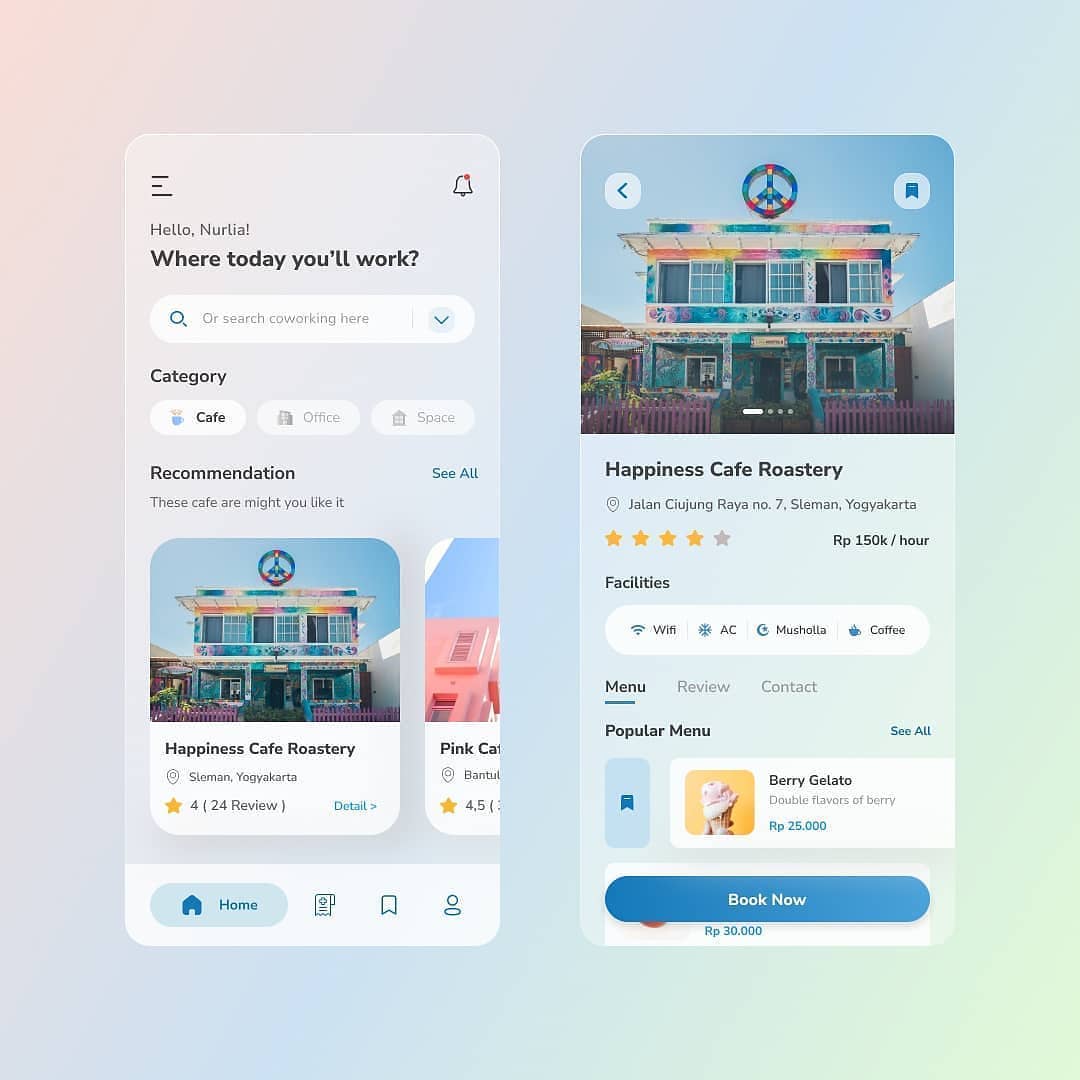 Hello, Nurlia!
Where today you’ll work?
Or search coworking here
Category
Cafe
Office
Space
Recommendation
See All
These cafe are might you like it
Happiness Cafe Roastery
Sleman, Yogyakarta
4 ( 24 Review )
Detail >
Pink Caf
Bantul
4,5 (
Home
Happiness Cafe Roastery
Jalan Ciujung Raya no. 7, Sleman, Yogyakarta
Rp 150k / hour
Facilities
Wifi
AC
Musholla
Coffee
Menu
Review
Contact
Popular Menu
See All
Berry Gelato
Double flavors of berry
Rp 25.000
Book Now
Rp 30.000